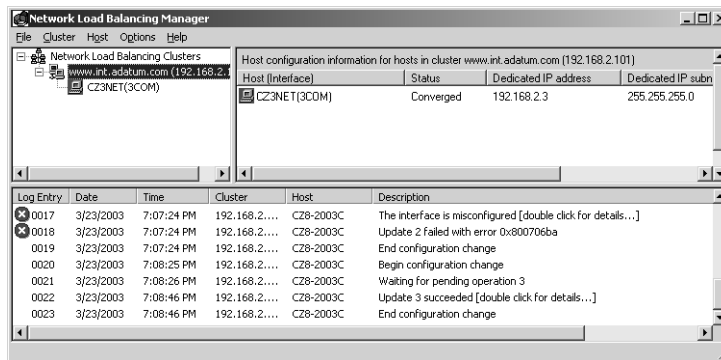 Network Load Balancing Manager
File Cluster Host Options Help
Network Load Balancing Clusters
www.int.adatum.com (192.168.2.1
CZ3NET(3COM)
Host configuration information for hosts in cluster www.int.adatum.com (192.168.2.101)
Host (Interface) Status Dedicated IP address Dedicated IP subn
CZ3NET(3COM) Converged 192.168.2.3 255.255.255.0
Log Entry Date Time Cluster Host Description
0017 3/23/2003 7:07:24 PM 192.168.2.... CZ8-2003C The interface is misconfigured [double click for details...]
0018 3/23/2003 7:07:24 PM 192.168.2.... CZ8-2003C Update 2 failed with error 0x800706ba
0019 3/23/2003 7:07:24 PM 192.168.2.... CZ8-2003C End configuration change
0020 3/23/2003 7:08:25 PM 192.168.2.... CZ8-2003C Begin configuration change
0021 3/23/2003 7:08:26 PM 192.168.2.... CZ8-2003C Waiting for pending operation 3
0022 3/23/2003 7:08:46 PM 192.168.2.... CZ8-2003C Update 3 succeeded [double click for details...]
0023 3/23/2003 7:08:46 PM 192.168.2.... CZ8-2003C End configuration change